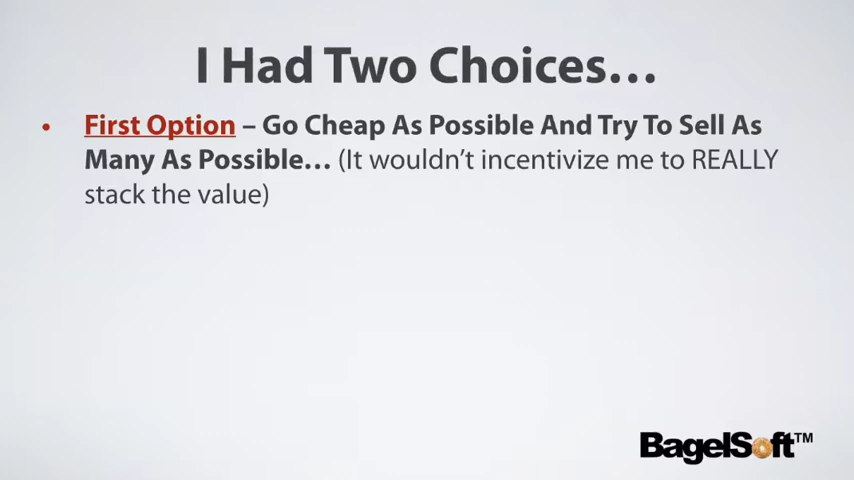 I Had Two Choices…
• First Option – Go Cheap As Possible And Try To Sell As
Many As Possible… (It wouldn’t incentivize me to REALLY
stack the value)
BagelSoft™